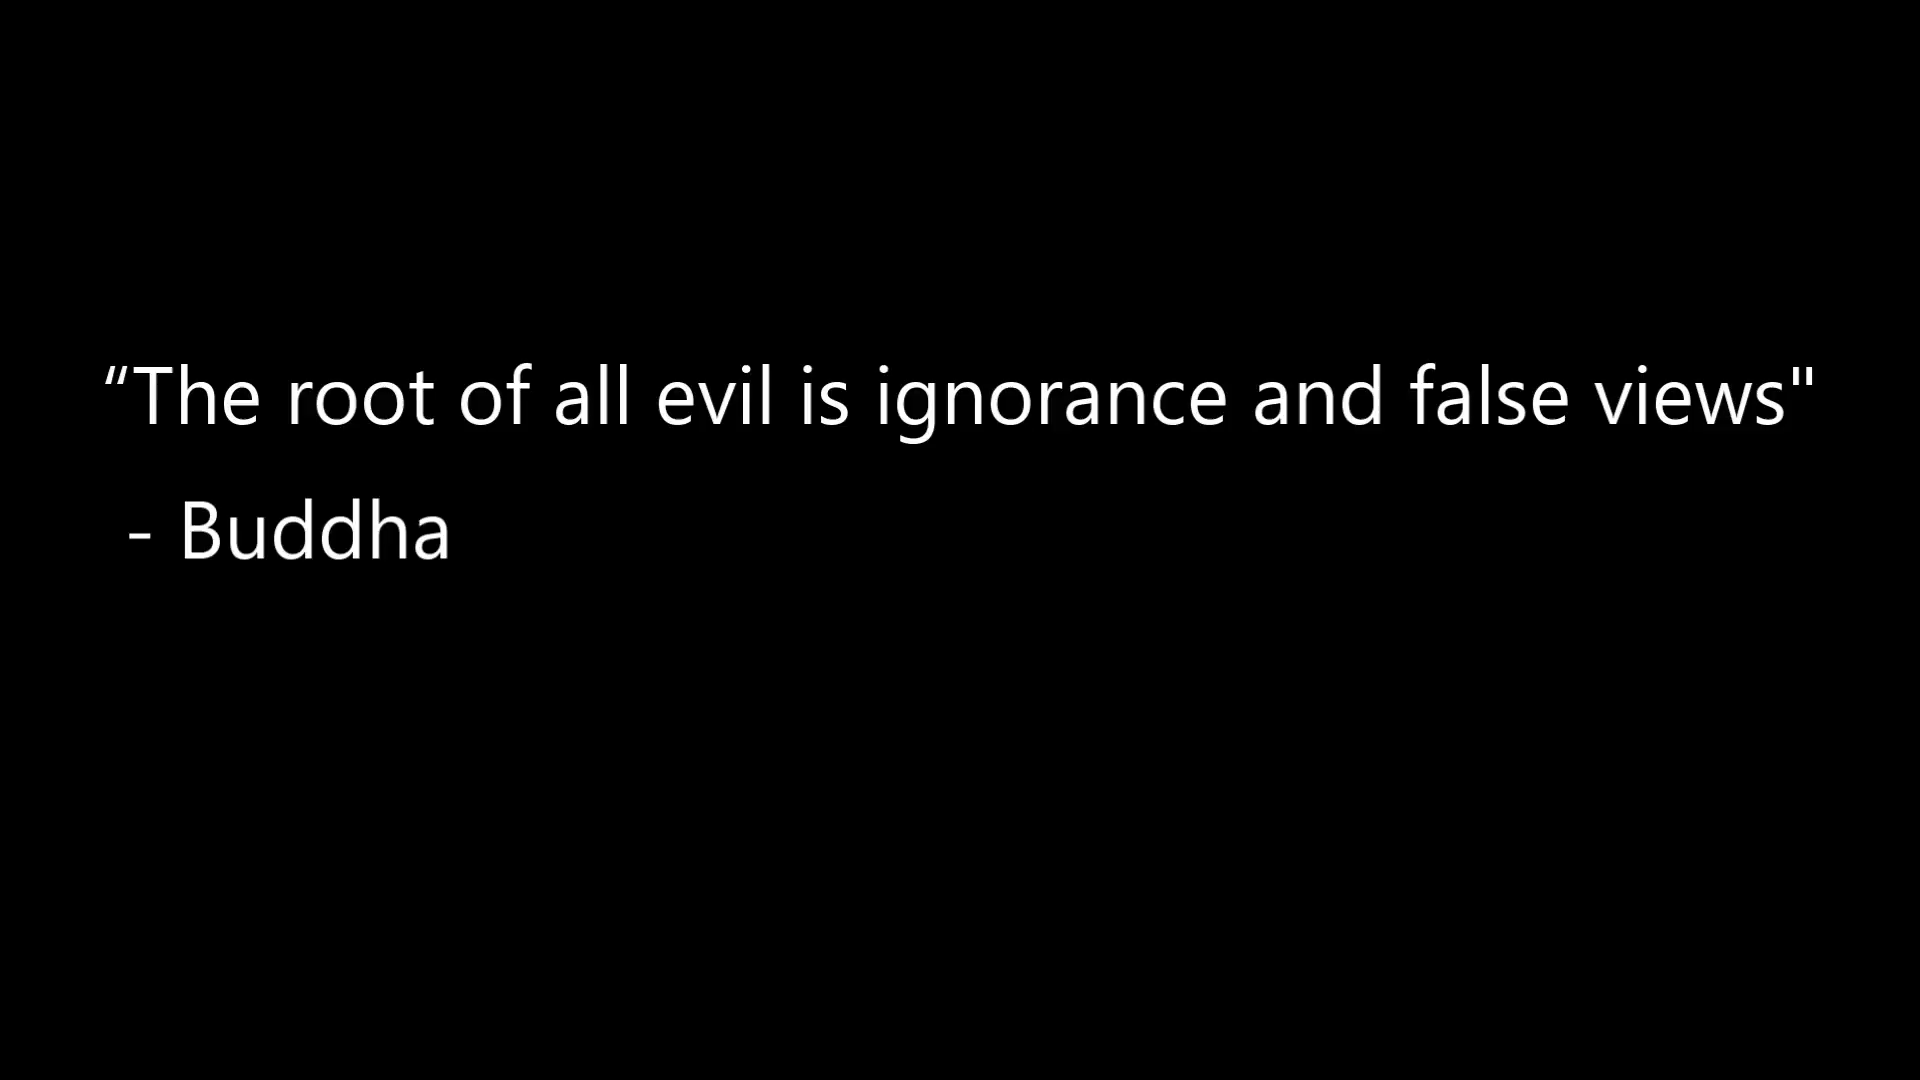 “The root of all evil is ignorance and false views"
- Buddha